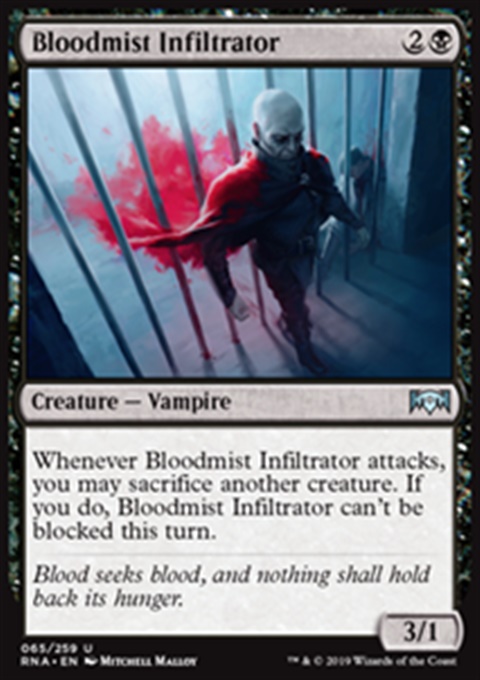 Bloodmist Infiltrator 2
Creature — Vampire
Whenever Bloodmist Infiltrator attacks,
you may sacrifice another creature. If
you do, Bloodmist Infiltrator can't be
blocked this turn.
Blood seeks blood, and nothing shall hold
back its hunger.
3/1
065/259 U
RNA • EN Mitchell Malloy
™ & © 2019 Wizards of the Coast